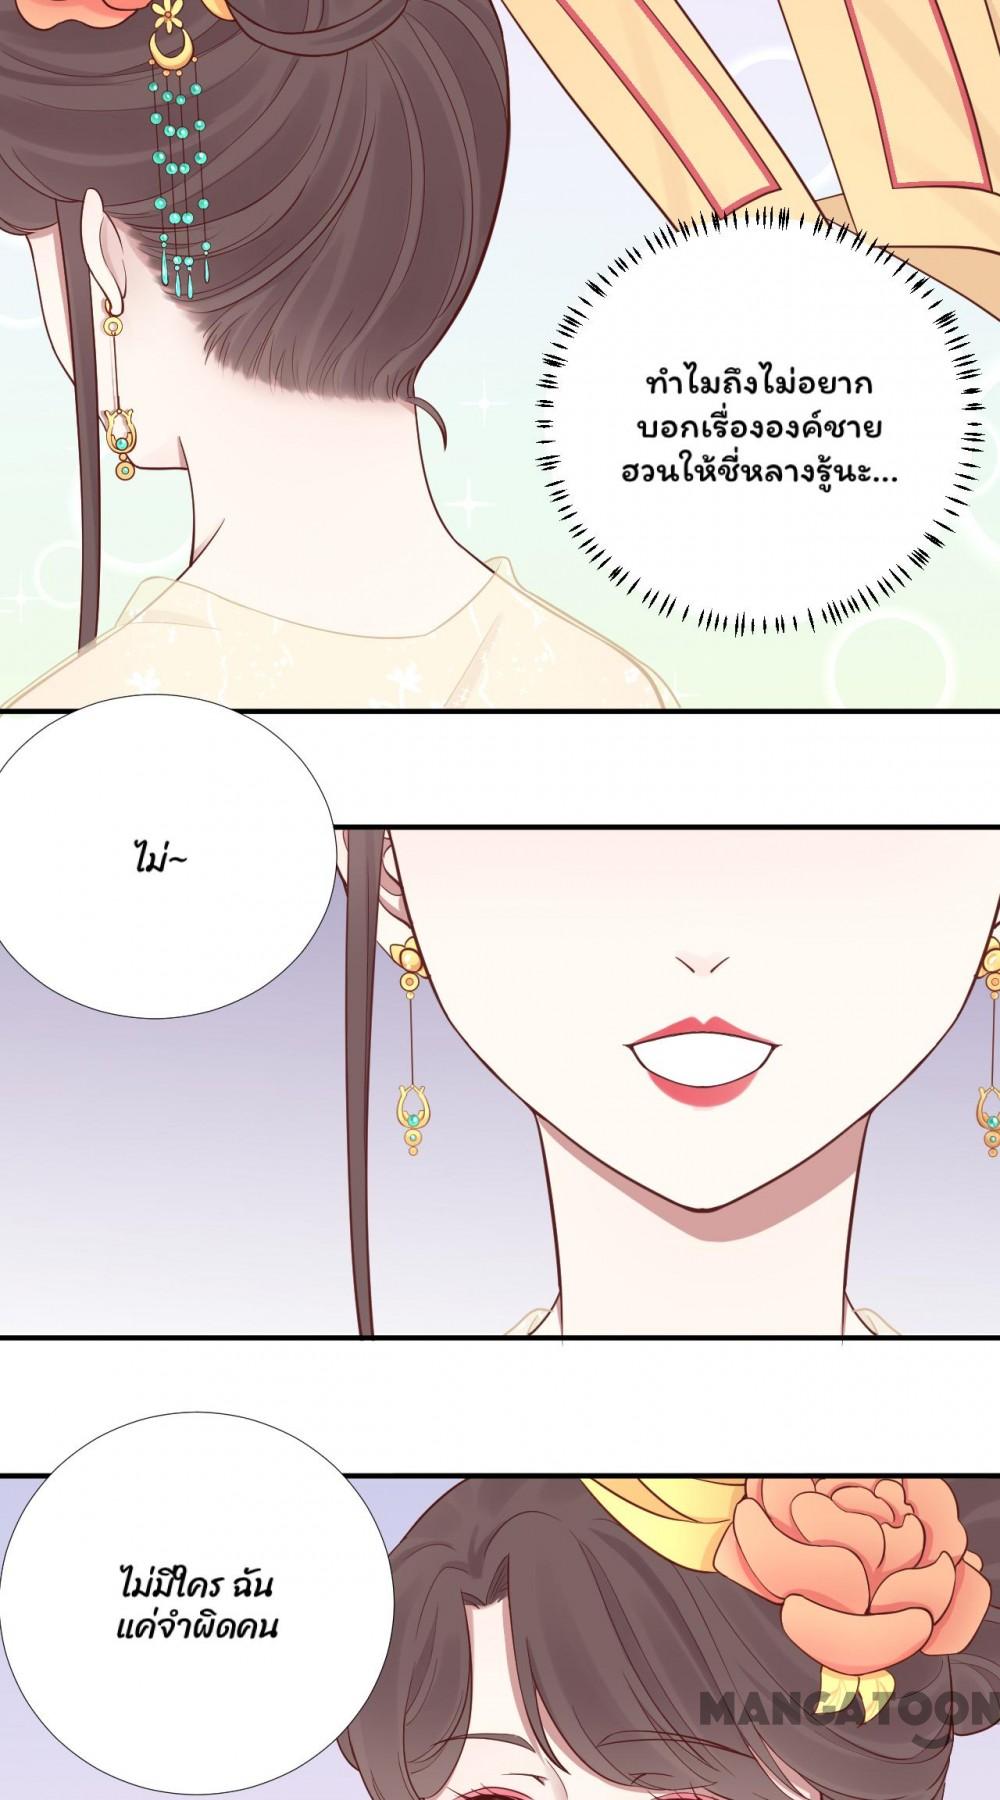 ทำไมถึงไม่อยาก
บอกเรื่ององค์ชาย
ฮวนให้ชี่หลางรู้นะ...
ไม่~
ไม่มีใคร ฉัน
แค่จำผิดคน
MANGATOON